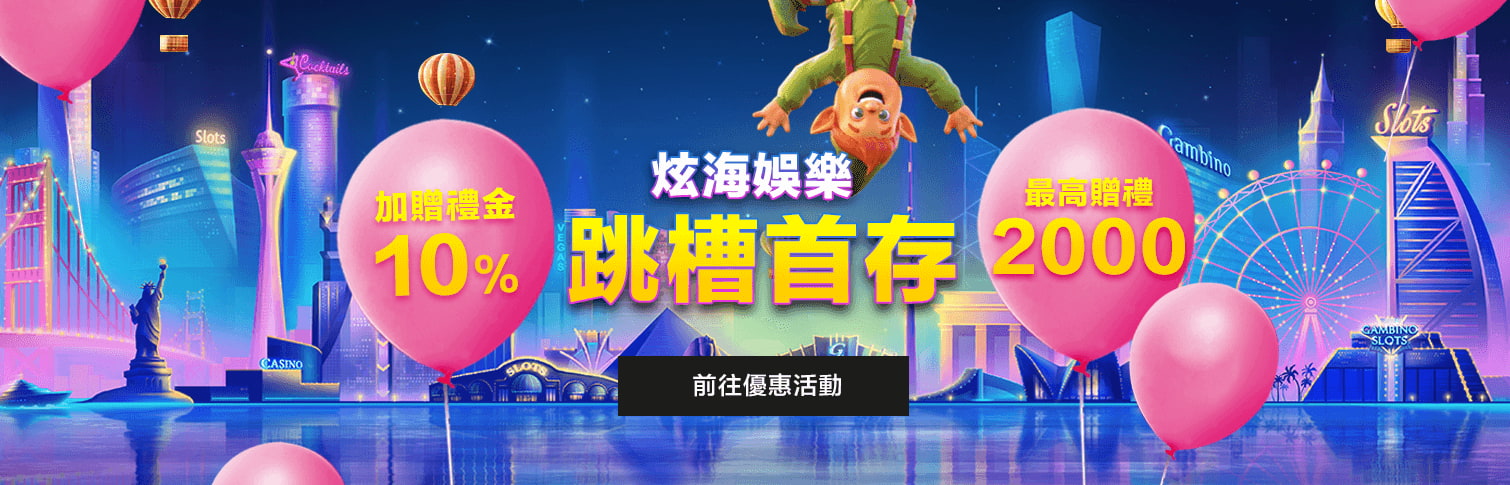 Cocktails
Slots
CASINO
加贈禮金
10%
VEGAS
SLOTS
炫海娛樂
跳槽首存
G
前往優惠活動
最高贈禮
2000
Gambino
Slots
GAMBINO
SLOTS